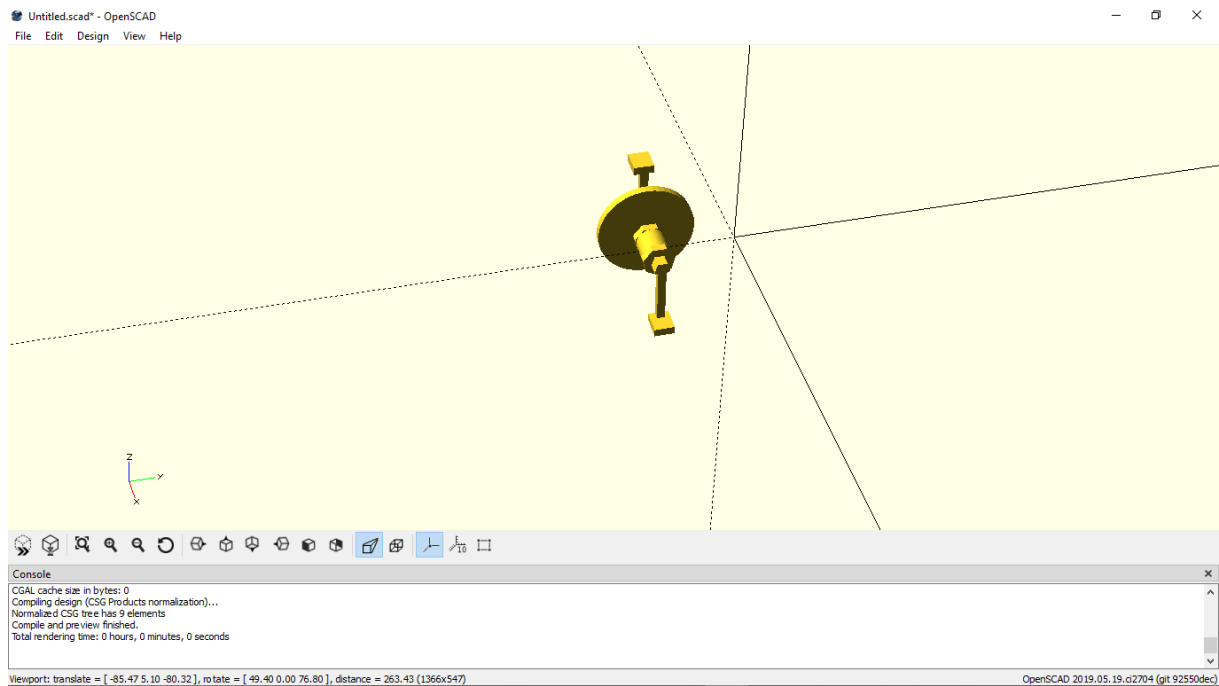 Untitled.scad* - OpenSCAD
File Edit Design View Help
Z
Y
X
10
Console
CGAL cache size in bytes: 0
Compiling design (CSG Products normalization)...
Normalized CSG tree has 9 elements
Compile and preview finished.
Total rendering time: 0 hours, 0 minutes, 0 seconds
Viewport: translate = [ -85.47 5.10 -80.32 ], rotate = [ 49.40 0.00 76.80 ], distance = 263.43 (1366x547) OpenSCAD 2019.05.19.ci2704 (git 92550dec)